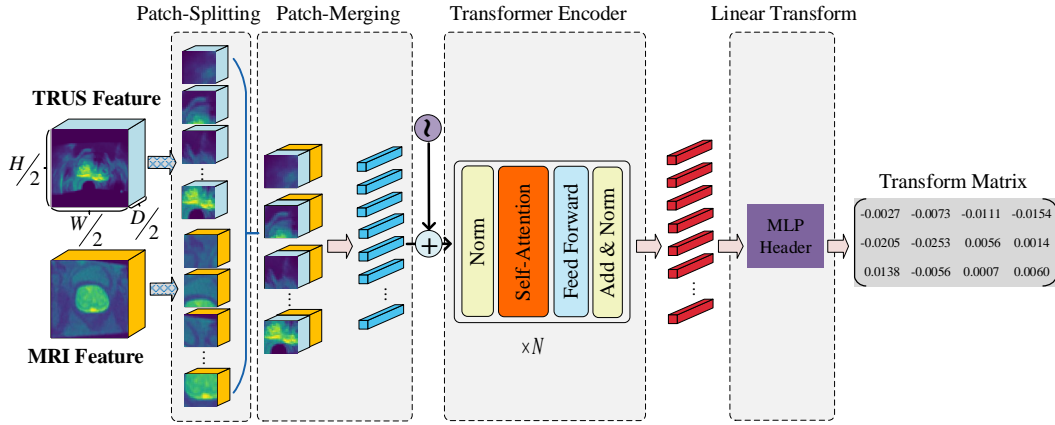 Patch-Splitting
Patch-Merging
Transformer Encoder
Linear Transform
TRUS Feature
H/2
W/2
D/2
MRI Feature
...
...
...
...
~
+
Norm
Self-Attention
Feed Forward
Add & Norm
×N
...
MLP
Header
Transform Matrix
-0.0027 -0.0073 -0.0111 -0.0154
-0.0205 -0.0253 0.0056 0.0014
0.0138 -0.0056 0.0007 0.0060